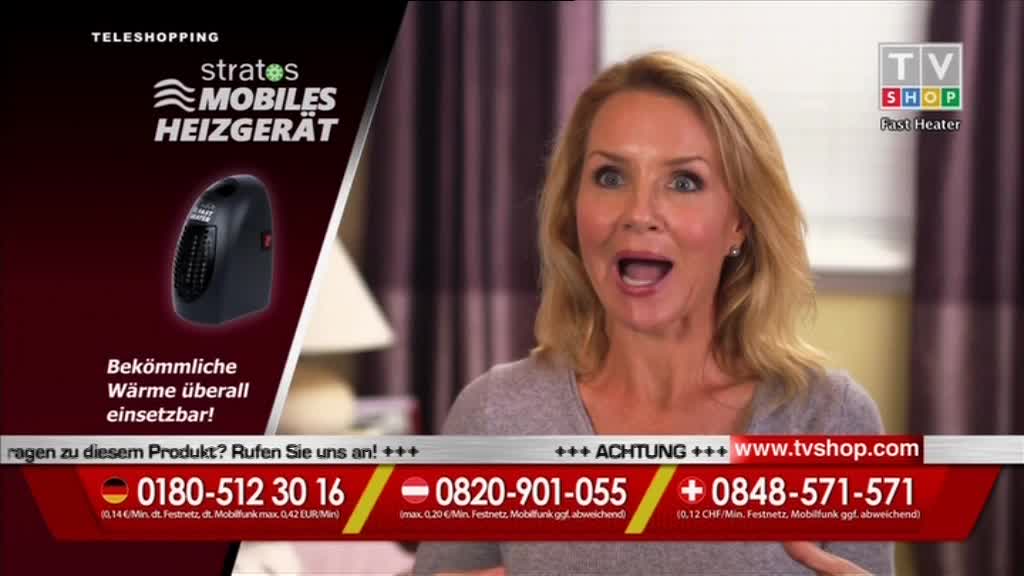 TELESHOPPING
stratos
MOBILES
HEIZGERÄT
TV
SHOP
Fast Heater
FAST
HEATER
Bekömmliche
Wärme überall
einsetzbar!
ragen zu diesem Produkt? Rufen Sie uns an! +++ +++ ACHTUNG +++ www.tvshop.com
0180-512 30 16 0820-901-055 0848-571-571
(0,14 €/Min. dt. Festnetz, dt. Mobilfunk max. 0,42 EUR/Min) (max. 0,20 €/Min. Festnetz, Mobilfunk ggf. abweichend) (0,12 CHF/Min. Festnetz, Mobilfunk ggf. abweichend)